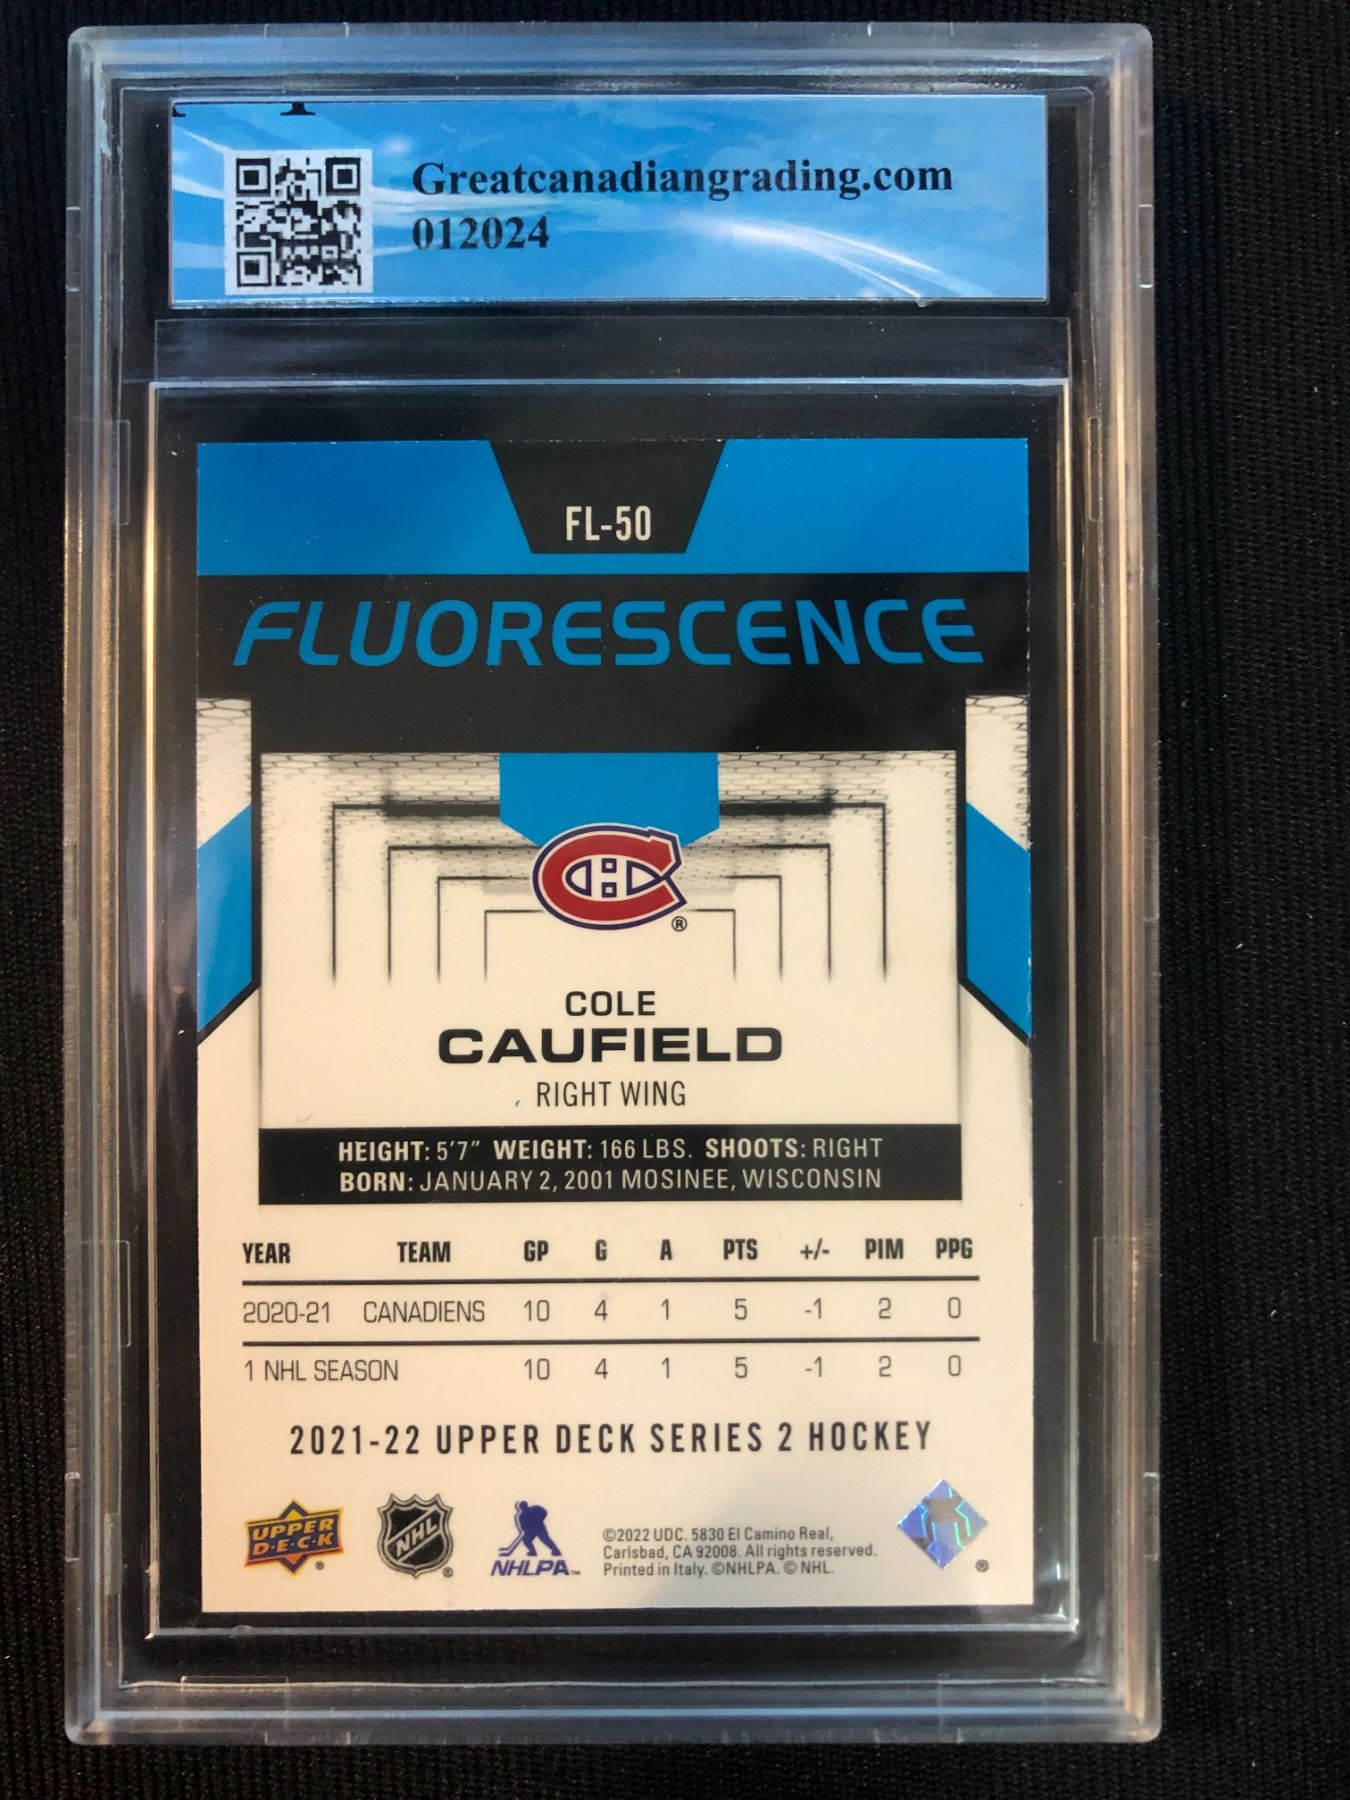 Greatcanadiangrading.com
012024
FL-50
FLUORESCENCE
®
COLE
CAUFIELD
RIGHT WING
HEIGHT: 5'7" WEIGHT: 166 LBS. SHOOTS: RIGHT
BORN: JANUARY 2, 2001 MOSINEE, WISCONSIN
YEAR TEAM GP G A PTS +/- PIM PPG
2020-21 CANADIENS 10 4 1 5 -1 2 0
1 NHL SEASON 10 4 1 5 -1 2 0
2021-22 UPPER DECK SERIES 2 HOCKEY
UPPER
D·E·C·K ®
NHL ®
NHLPA™
©2022 UDC. 5830 El Camino Real,
Carlsbad, CA 92008. All rights reserved.
Printed in Italy. ©NHLPA. © NHL.
®